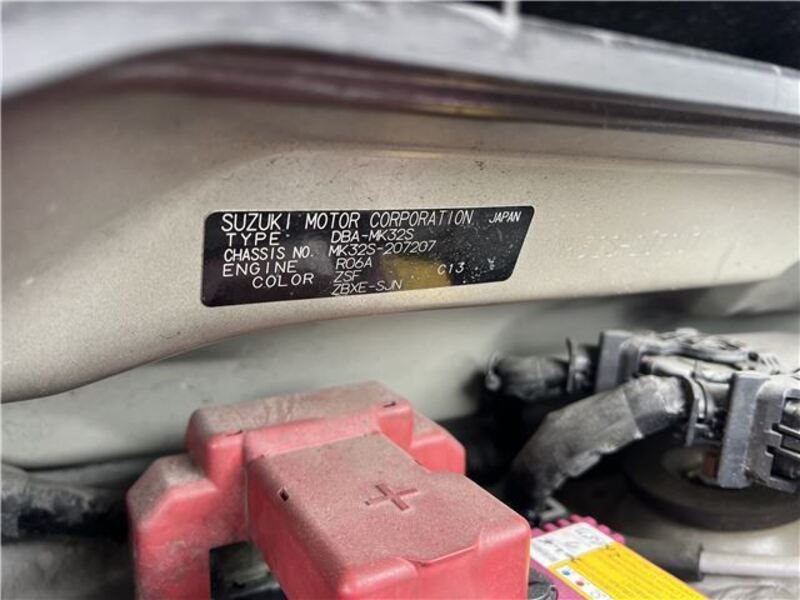 SUZUKI MOTOR CORPORATION JAPAN
TYPE DBA-MK32S
CHASSIS NO. MK32S-207207
ENGINE R06A C13
COLOR ZSF
ZBXE-SJN
+